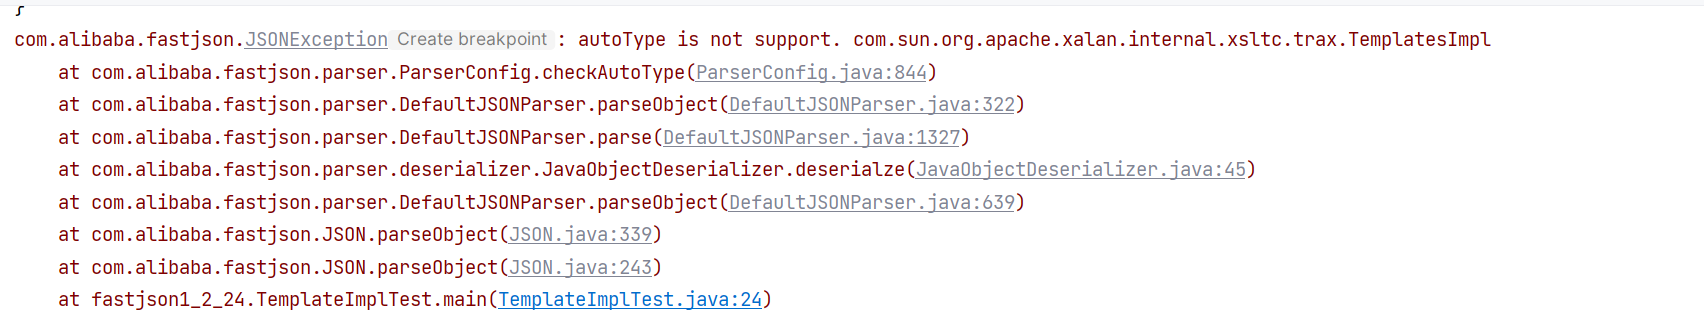 com.alibaba.fastjson.JSONException Create breakpoint : autoType is not support. com.sun.org.apache.xalan.internal.xsltc.trax.TemplatesImpl
at com.alibaba.fastjson.parser.ParserConfig.checkAutoType(ParserConfig.java:844)
at com.alibaba.fastjson.parser.DefaultJSONParser.parseObject(DefaultJSONParser.java:322)
at com.alibaba.fastjson.parser.DefaultJSONParser.parse(DefaultJSONParser.java:1327)
at com.alibaba.fastjson.parser.deserializer.JavaObjectDeserializer.deserialze(JavaObjectDeserializer.java:45)
at com.alibaba.fastjson.parser.DefaultJSONParser.parseObject(DefaultJSONParser.java:639)
at com.alibaba.fastjson.JSON.parseObject(JSON.java:339)
at com.alibaba.fastjson.JSON.parseObject(JSON.java:243)
at fastjson1_2_24.TemplateImplTest.main(TemplateImplTest.java:24)